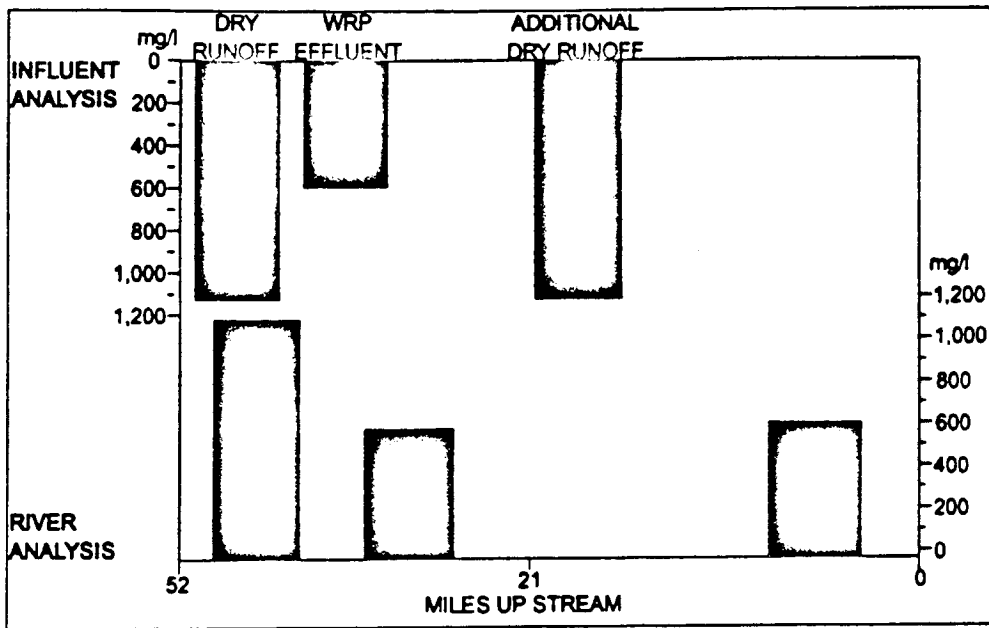 DRY RUNOFF
WRP EFFLUENT
ADDITIONAL DRY RUNOFF
mg/l
INFLUENT ANALYSIS
0
200
400
600
800
1,000
1,200
mg/l
1,200
1,000
800
600
400
200
0
RIVER ANALYSIS
52
21
0
MILES UP STREAM